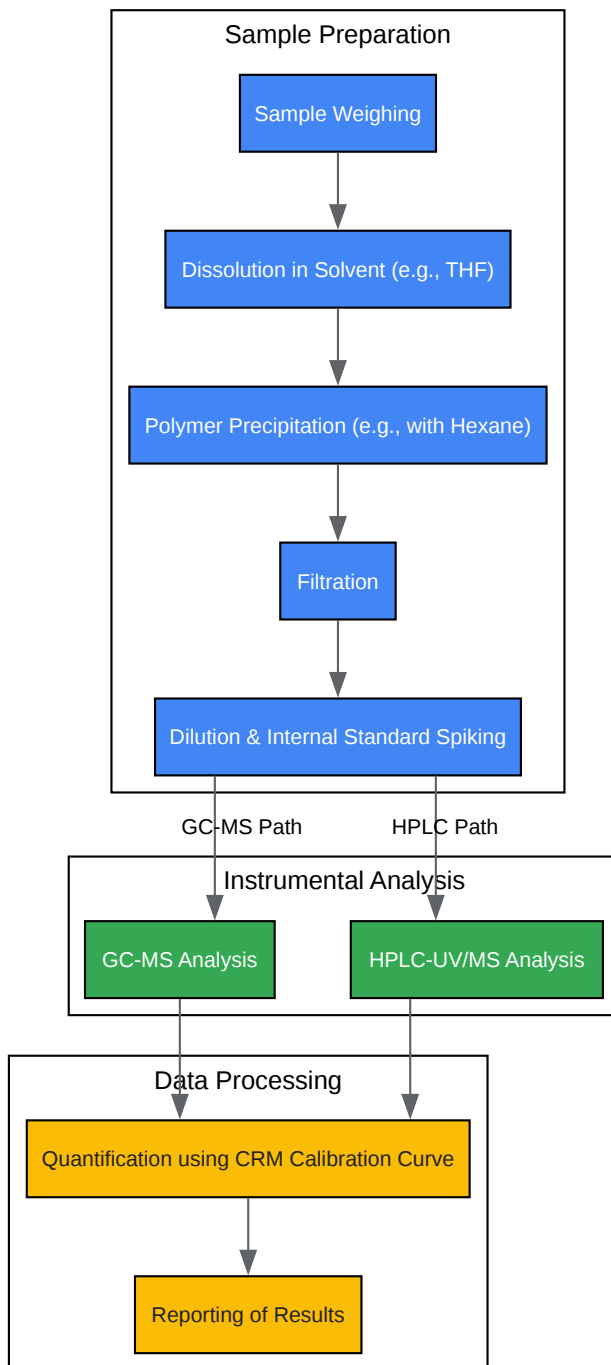 Sample Preparation
Sample Weighing
Dissolution in Solvent (e.g., THF)
Polymer Precipitation (e.g., with Hexane)
Filtration
Dilution & Internal Standard Spiking
GC-MS Path
HPLC Path
Instrumental Analysis
GC-MS Analysis
HPLC-UV/MS Analysis
Data Processing
Quantification using CRM Calibration Curve
Reporting of Results